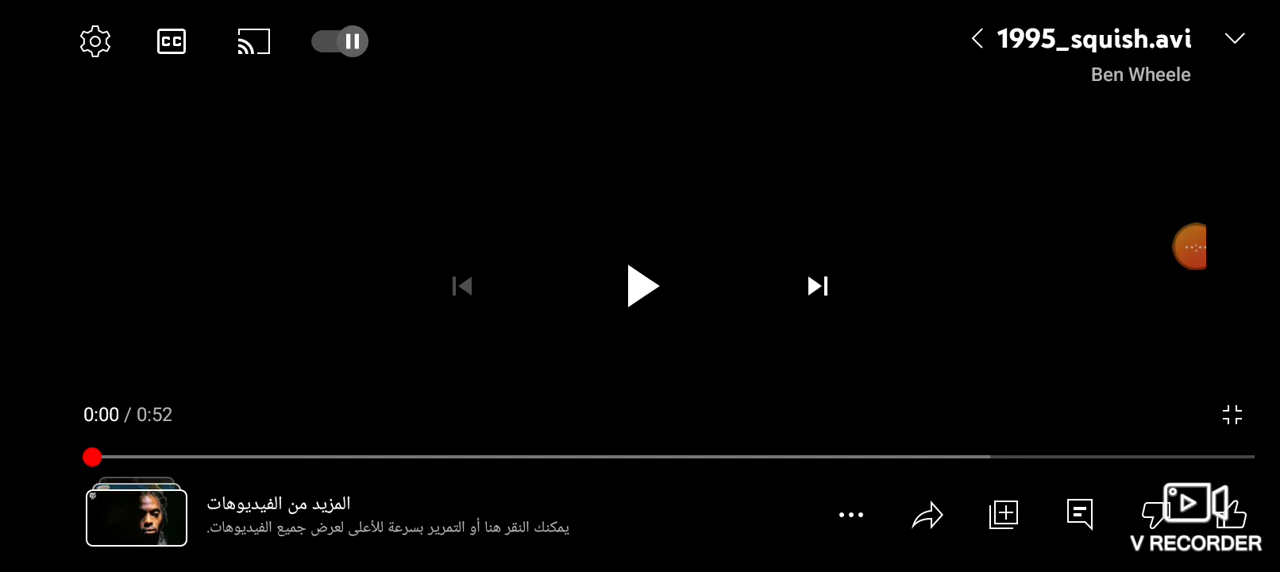 1995_squish.avi
Ben Wheele
0:00 / 0:52
المزيد من الفيديوهات
يمكنك النقر هنا أو التمرير بسرعة للأعلى لعرض جميع الفيديوهات.
V RECORDER
CC